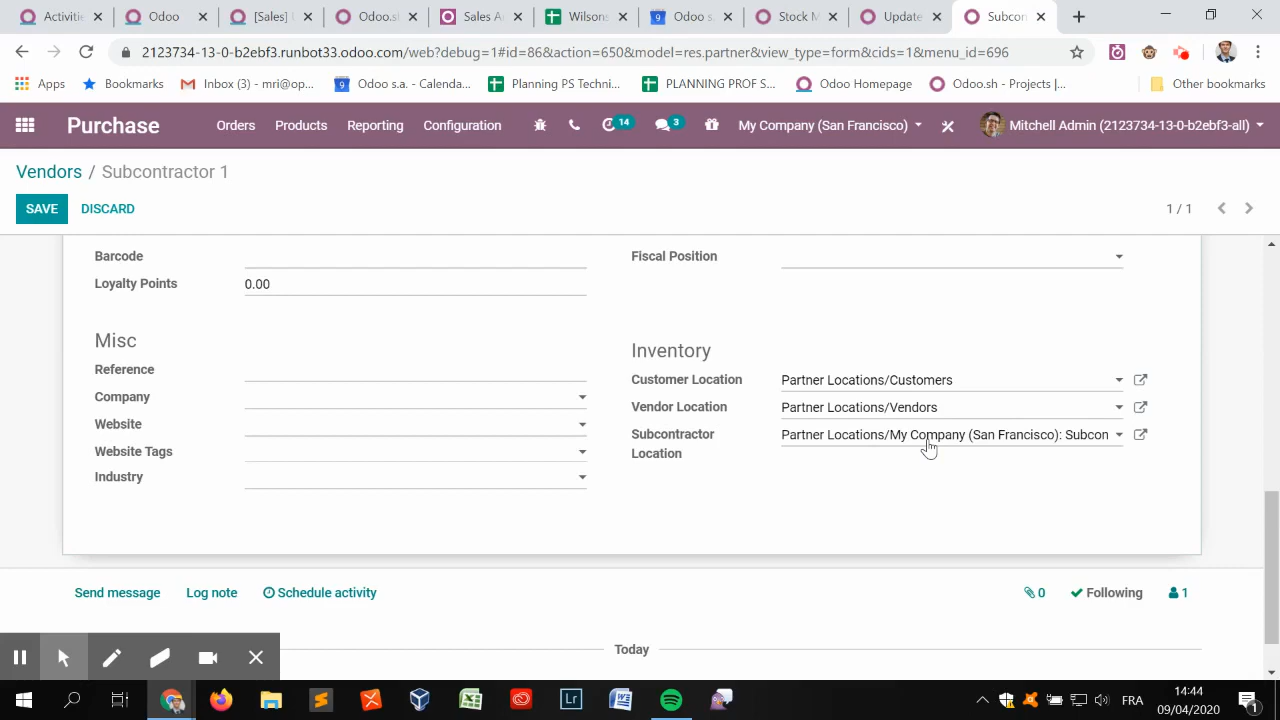 Activitie
Odoo
[Sales]
Odoo.
Sales A
Wilsons
Odoo s
Stock M
Update
Subcon
2123734-13-0-b2ebf3.runbot33.odoo.com/web?debug=1#id=86&action=650&model=res.partner&view_type=form&cids=1&menu_id=696
Apps
Bookmarks
Inbox (3) - mri@op...
Odoo s.a. - Calenda...
Planning PS Techni...
PLANNING PROF S...
Odoo Homepage
Odoo.sh - Projects |...
Other bookmarks
Purchase
Orders
Products
Reporting
Configuration
14
3
My Company (San Francisco)
Mitchell Admin (2123734-13-0-b2ebf3-all)
Vendors / Subcontractor 1
SAVE
DISCARD
1 / 1
Barcode
Fiscal Position
Loyalty Points
0.00
Misc
Inventory
Reference
Customer Location
Partner Locations/Customers
Company
Vendor Location
Partner Locations/Vendors
Website
Subcontractor
Location
Partner Locations/My Company (San Francisco): Subcon
Website Tags
Industry
Send message
Log note
Schedule activity
0
Following
1
Today
FRA
14:44
09/04/2020
1